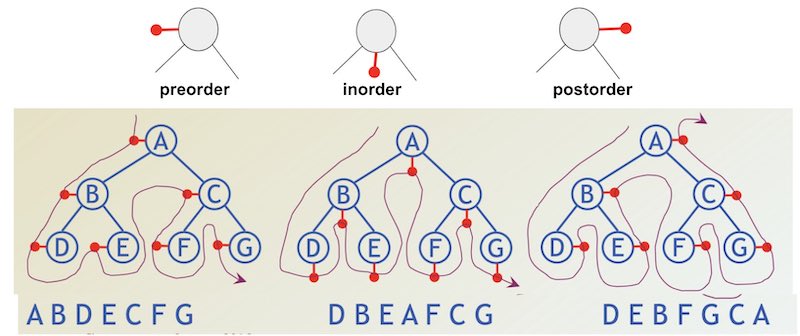 preorder inorder postorder
A A A
B C B C B C
D E F G D E F G D E F G
A B D E C F G D B E A F C G D E B F G C A